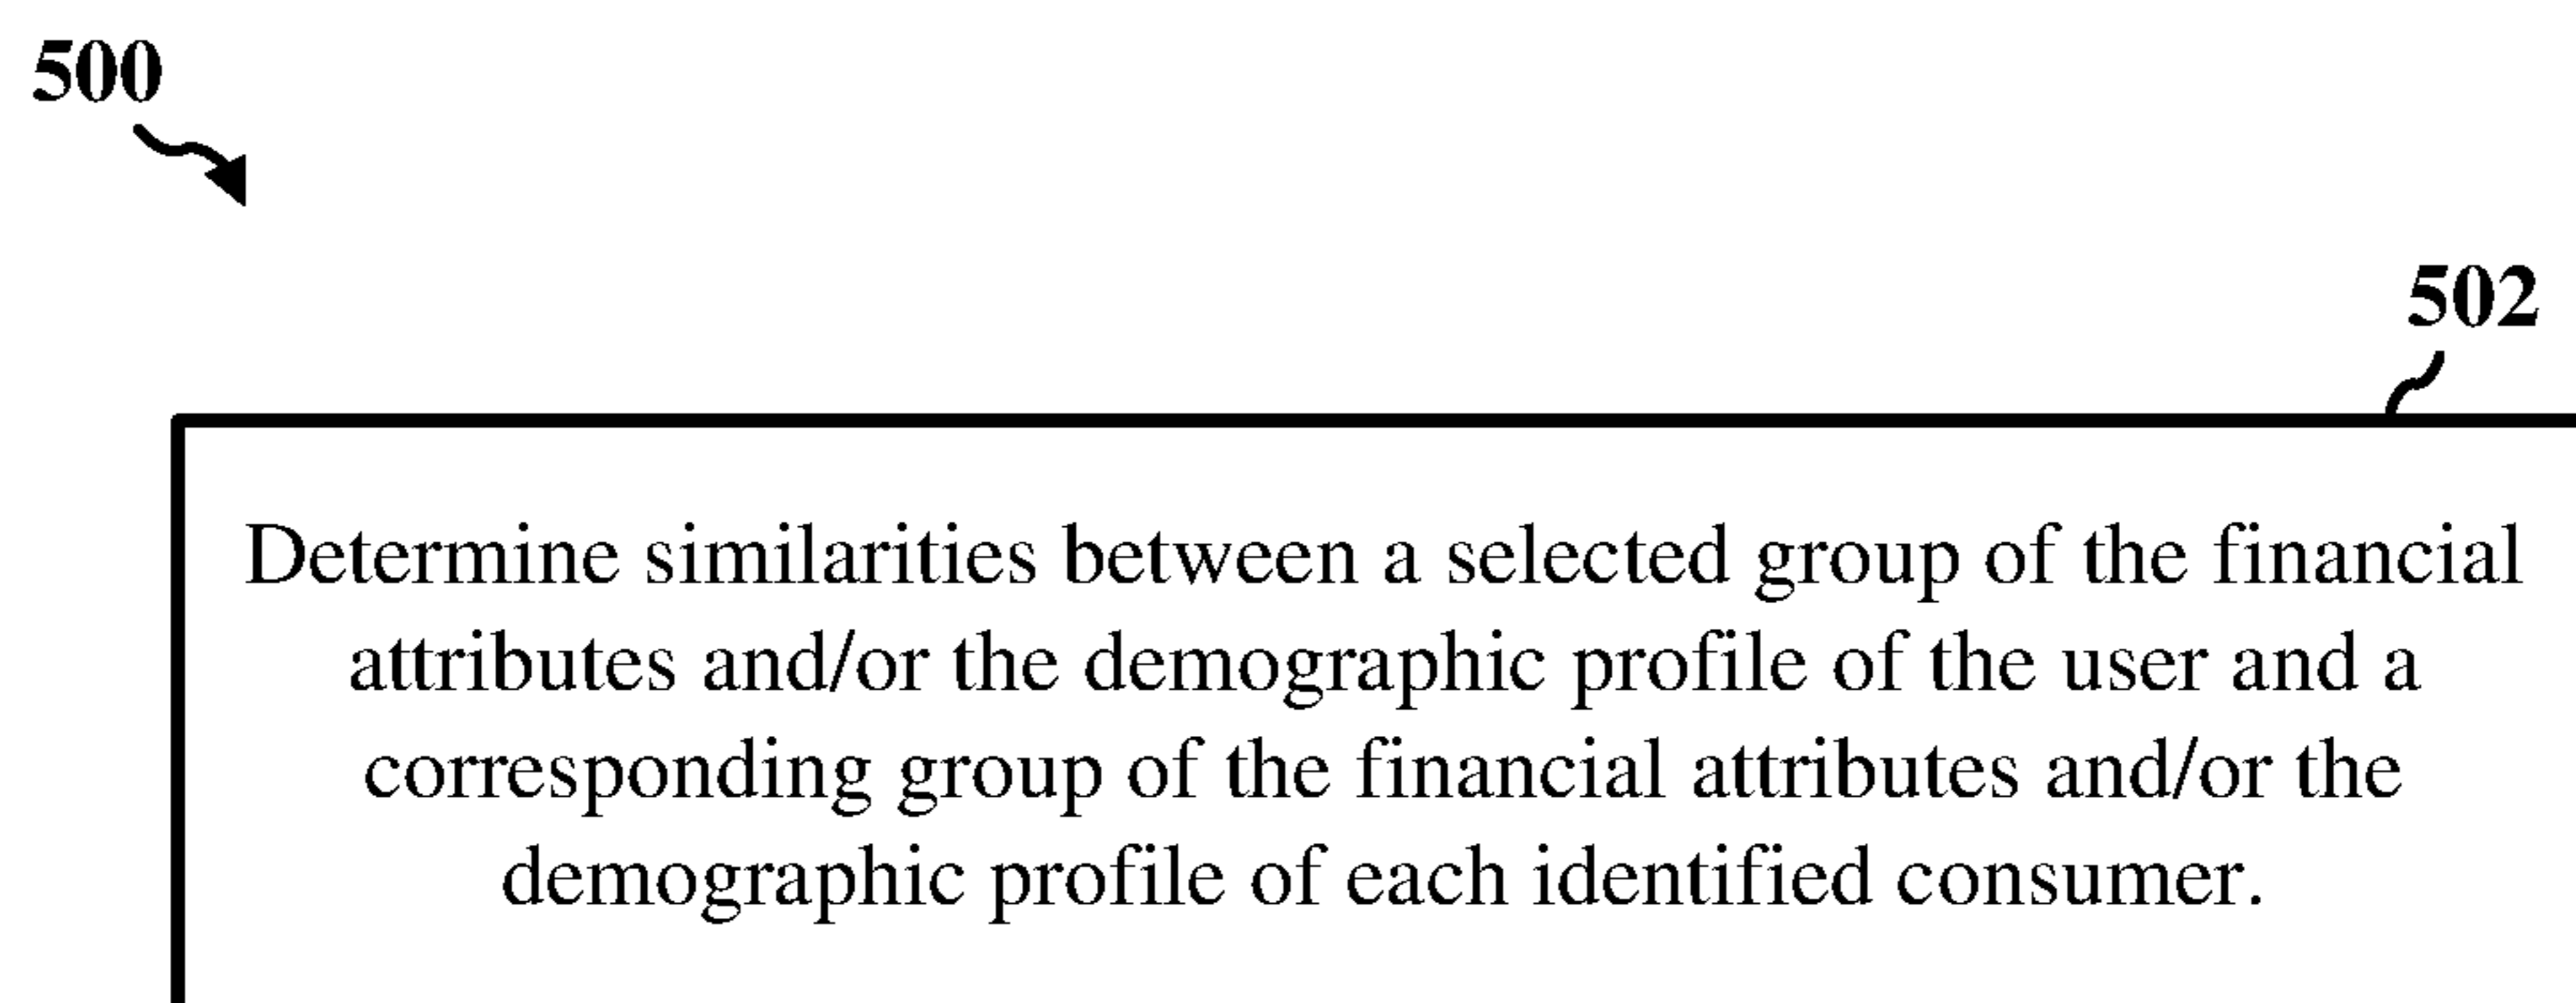 500
502
Determine similarities between a selected group of the financial
attributes and/or the demographic profile of the user and a
corresponding group of the financial attributes and/or the
demographic profile of each identified consumer.